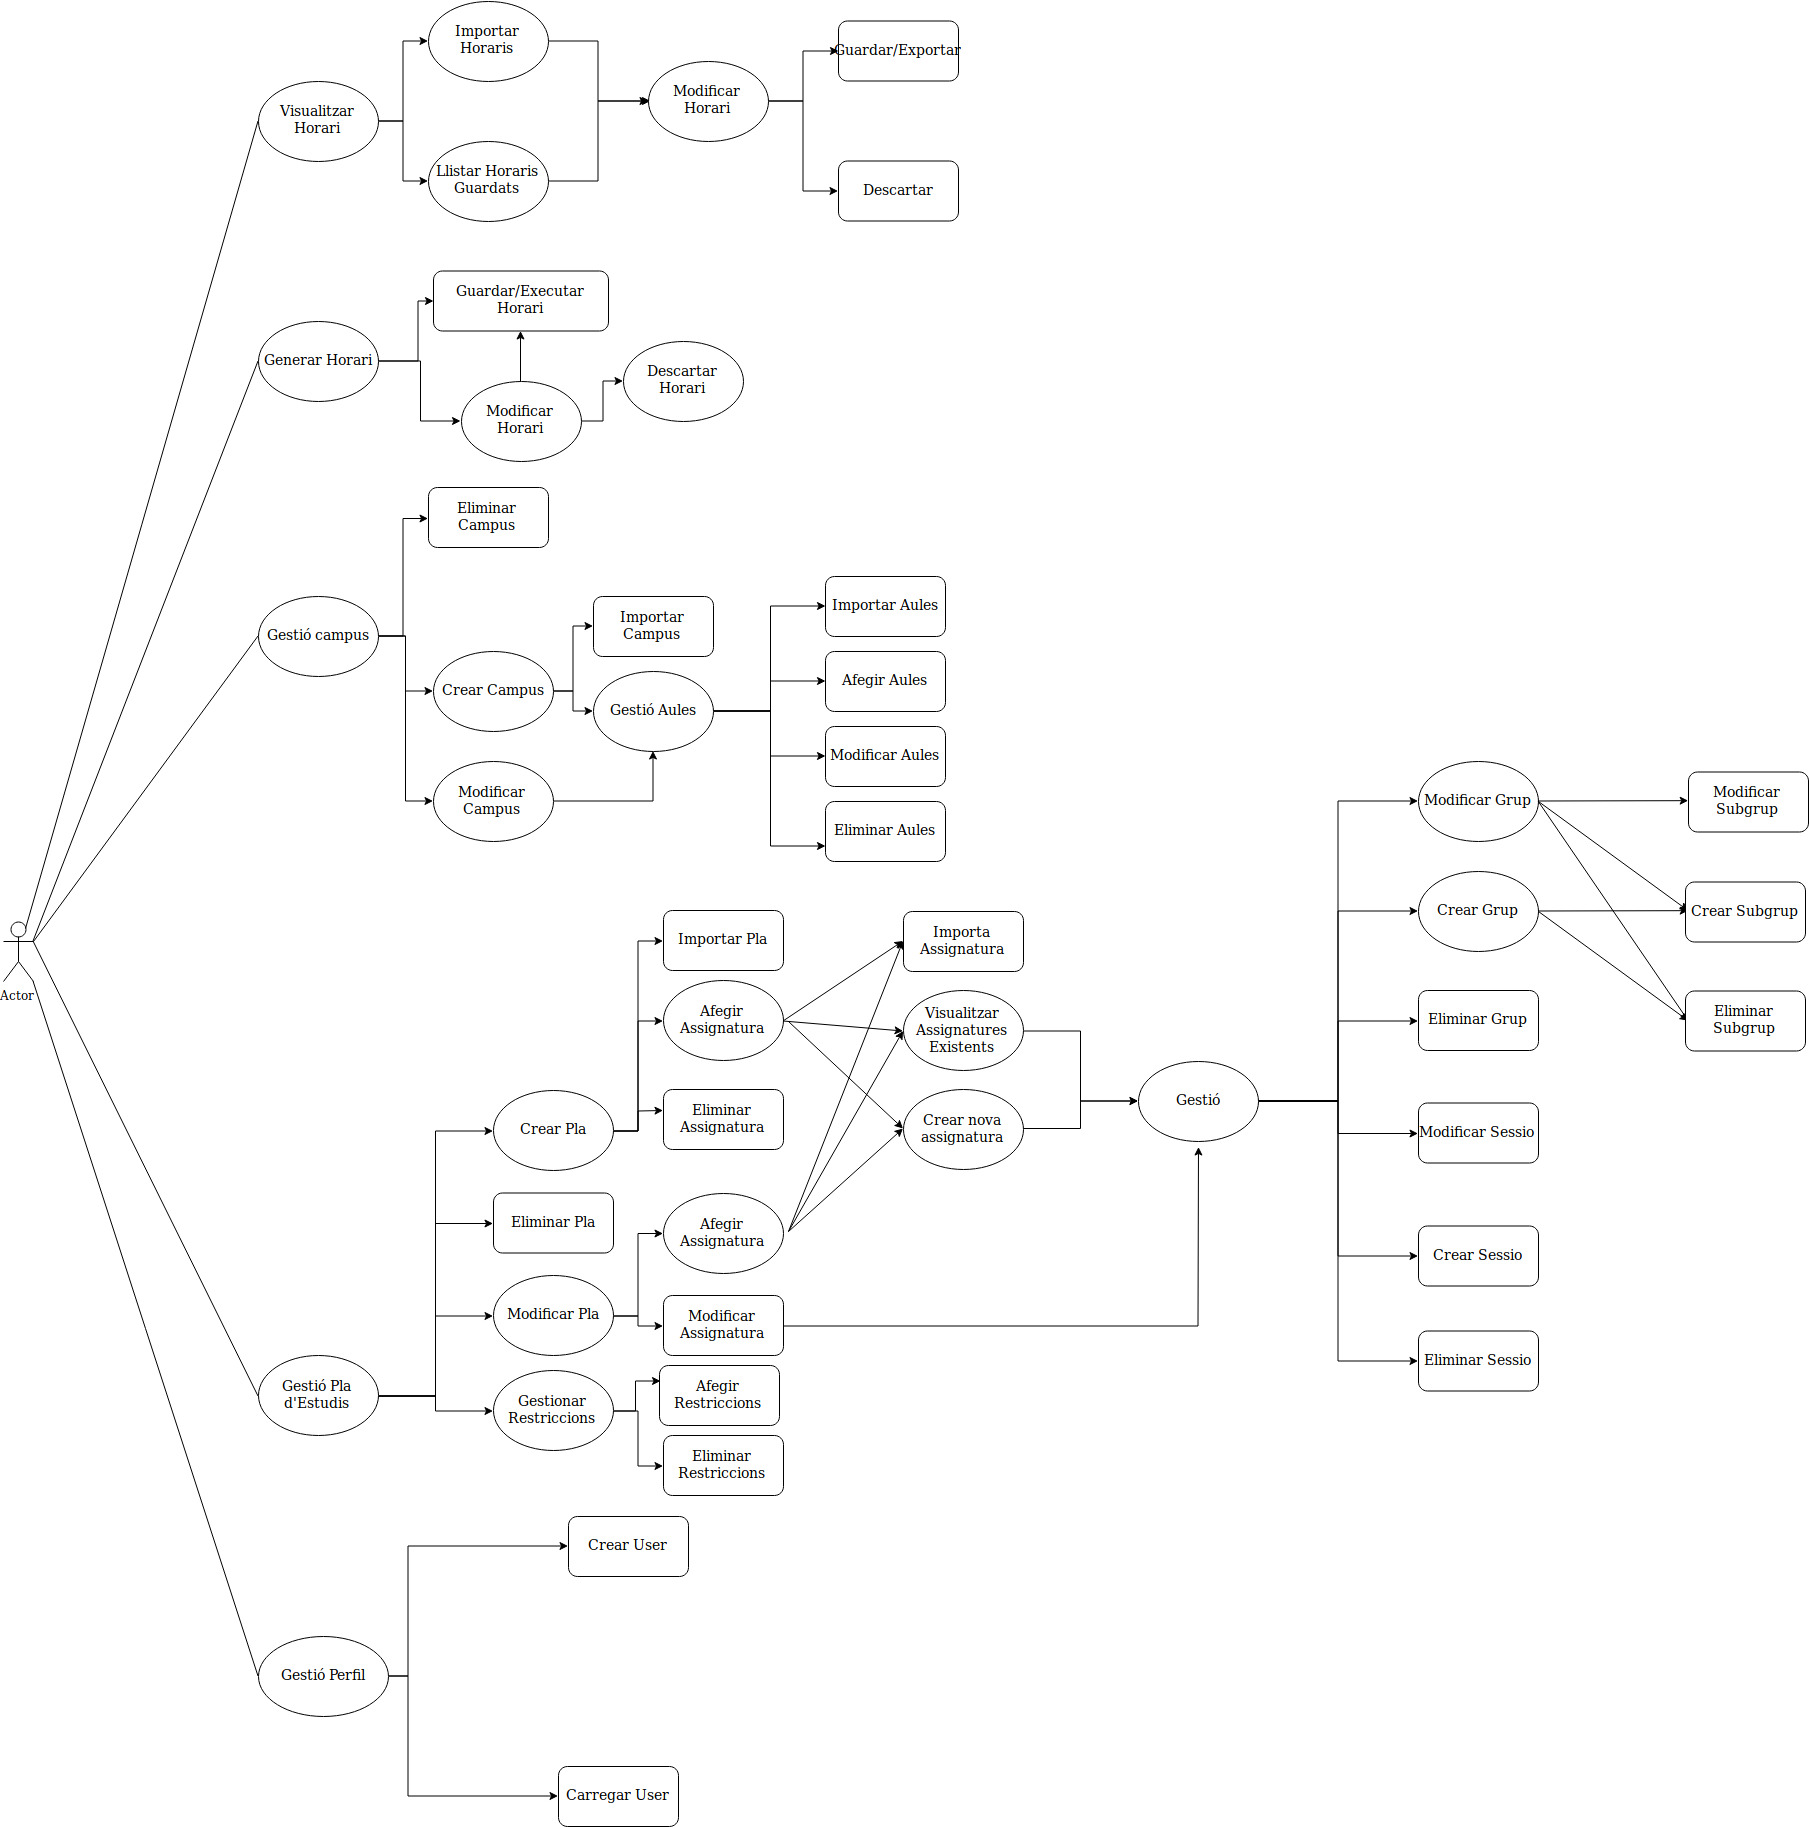 Importar
Horaris
Guardar/Exportar
Modificar
Horari
Visualitzar
Horari
Llistar Horaris
Guardats
Descartar
Guardar/Executar
Horari
Generar Horari
Descartar
Horari
Modificar
Horari
Eliminar
Campus
Gestió campus
Importar
Campus
Crear Campus
Gestió Aules
Modificar
Campus
Importar Aules
Afegir Aules
Modificar Aules
Eliminar Aules
Actor
Gestió Pla
d'Estudis
Crear Pla
Eliminar Pla
Modificar Pla
Gestionar
Restriccions
Importar Pla
Afegir
Assignatura
Eliminar
Assignatura
Afegir
Assignatura
Modificar
Assignatura
Afegir
Restriccions
Eliminar
Restriccions
Importa
Assignatura
Visualitzar
Assignatures
Existents
Crear nova
assignatura
Gestió
Modificar Grup
Crear Grup
Eliminar Grup
Modificar Sessio
Crear Sessio
Eliminar Sessio
Modificar
Subgrup
Crear Subgrup
Eliminar
Subgrup
Gestió Perfil
Crear User
Carregar User